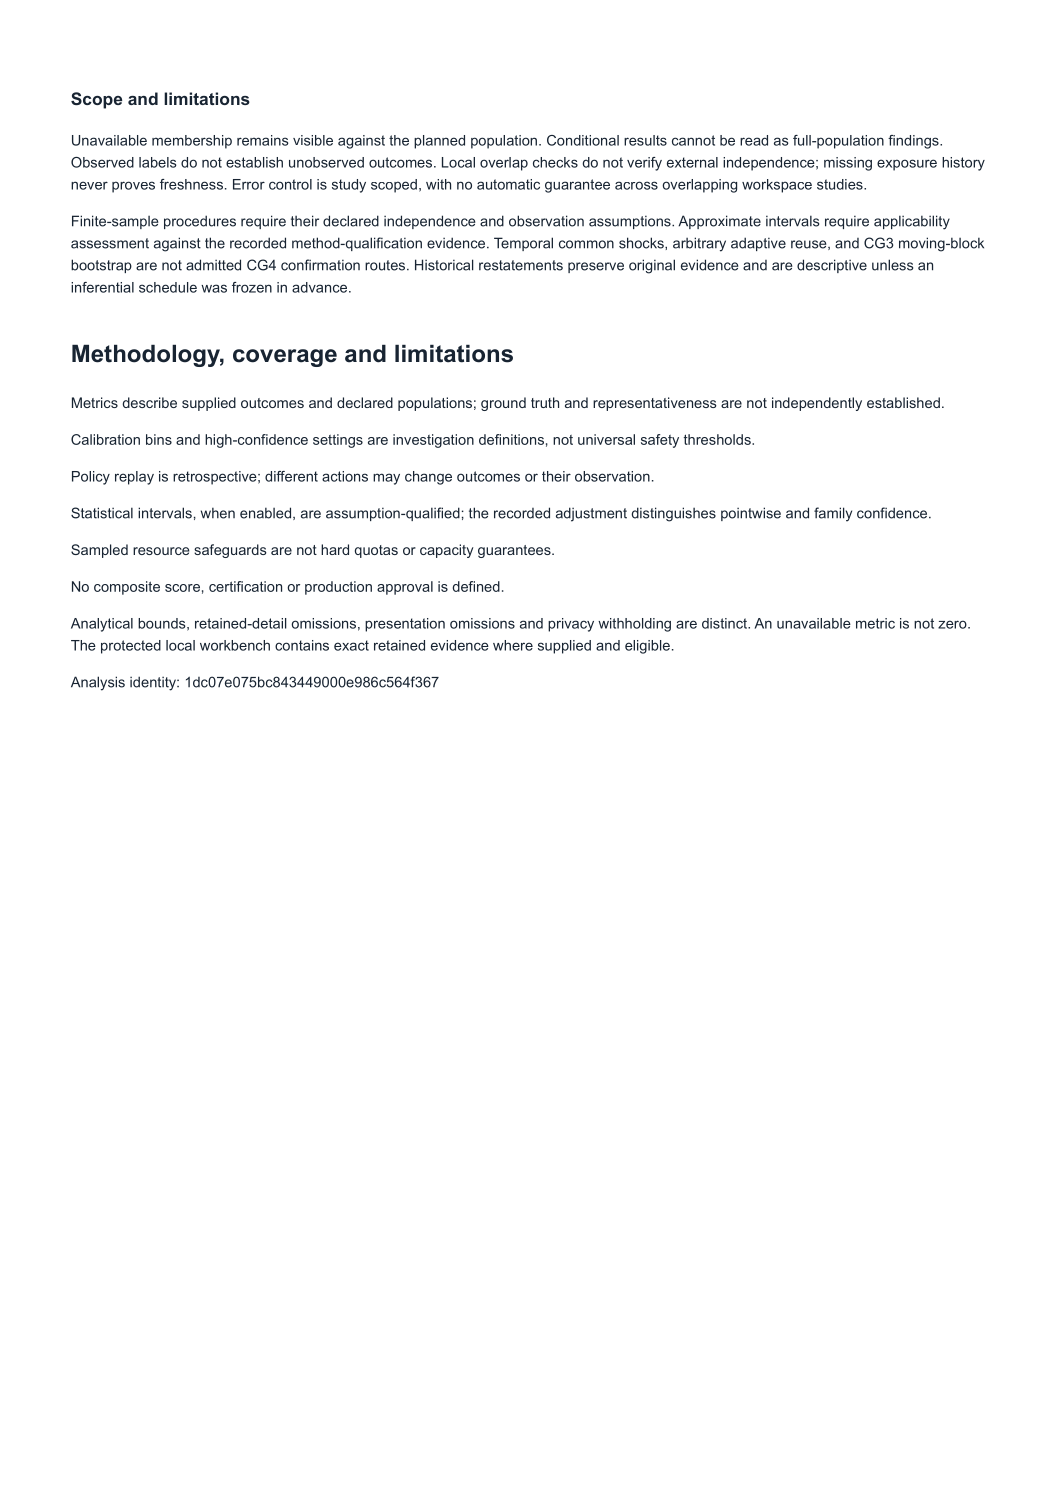 Scope and limitations
Unavailable membership remains visible against the planned population. Conditional results cannot be read as full-population findings.
Observed labels do not establish unobserved outcomes. Local overlap checks do not verify external independence; missing exposure history
never proves freshness. Error control is study scoped, with no automatic guarantee across overlapping workspace studies.
Finite-sample procedures require their declared independence and observation assumptions. Approximate intervals require applicability
assessment against the recorded method-qualification evidence. Temporal common shocks, arbitrary adaptive reuse, and CG3 moving-block
bootstrap are not admitted CG4 confirmation routes. Historical restatements preserve original evidence and are descriptive unless an
inferential schedule was frozen in advance.
Methodology, coverage and limitations
Metrics describe supplied outcomes and declared populations; ground truth and representativeness are not independently established.
Calibration bins and high-confidence settings are investigation definitions, not universal safety thresholds.
Policy replay is retrospective; different actions may change outcomes or their observation.
Statistical intervals, when enabled, are assumption-qualified; the recorded adjustment distinguishes pointwise and family confidence.
Sampled resource safeguards are not hard quotas or capacity guarantees.
No composite score, certification or production approval is defined.
Analytical bounds, retained-detail omissions, presentation omissions and privacy withholding are distinct. An unavailable metric is not zero.
The protected local workbench contains exact retained evidence where supplied and eligible.
Analysis identity: 1dc07e075bc843449000e986c564f367